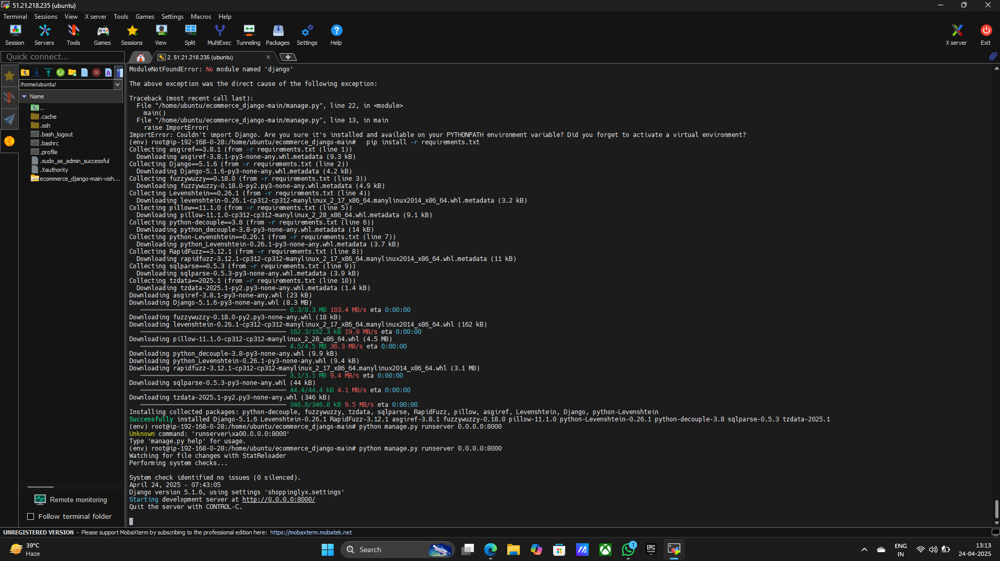 51.21.218.235 (ubuntu)
Terminal Sessions View X server Tools Games Settings Macros Help
Session Servers Tools Games Sessions View Split MultiExec Tunneling Packages Settings Help X server Exit
Quick connect...
2. 51.21.218.235 (ubuntu)
/home/ubuntu/
Name
..
.cache
.ssh
.bash_logout
.bashrc
.profile
.sudo_as_admin_successful
.Xauthority
ecommerce_django-main-vish...
Remote monitoring
Follow terminal folder
ModuleNotFoundError: No module named 'django'
The above exception was the direct cause of the following exception:
Traceback (most recent call last):
File "/home/ubuntu/ecommerce_django-main/manage.py", line 22, in <module>
main()
File "/home/ubuntu/ecommerce_django-main/manage.py", line 13, in main
raise ImportError(
ImportError: Couldn't import Django. Are you sure it's installed and available on your PYTHONPATH environment variable? Did you forget to activate a virtual environment?
(env) root@ip-192-168-0-28:/home/ubuntu/ecommerce_django-main#   pip install -r requirements.txt
Collecting asgiref==3.8.1 (from -r requirements.txt (line 1))
Downloading asgiref-3.8.1-py3-none-any.whl.metadata (9.3 kB)
Collecting Django==5.1.6 (from -r requirements.txt (line 2))
Downloading Django-5.1.6-py3-none-any.whl.metadata (4.2 kB)
Collecting fuzzywuzzy==0.18.0 (from -r requirements.txt (line 3))
Downloading fuzzywuzzy-0.18.0-py2.py3-none-any.whl.metadata (4.9 kB)
Collecting Levenshtein==0.26.1 (from -r requirements.txt (line 4))
Downloading levenshtein-0.26.1-cp312-cp312-manylinux_2_17_x86_64.manylinux2014_x86_64.whl.metadata (3.2 kB)
Collecting pillow==11.1.0 (from -r requirements.txt (line 5))
Downloading pillow-11.1.0-cp312-cp312-manylinux_2_28_x86_64.whl.metadata (9.1 kB)
Collecting python-decouple==3.8 (from -r requirements.txt (line 6))
Downloading python_decouple-3.8-py3-none-any.whl.metadata (14 kB)
Collecting python-Levenshtein==0.26.1 (from -r requirements.txt (line 7))
Downloading python_Levenshtein-0.26.1-py3-none-any.whl.metadata (3.7 kB)
Collecting RapidFuzz==3.12.1 (from -r requirements.txt (line 8))
Downloading rapidfuzz-3.12.1-cp312-cp312-manylinux_2_17_x86_64.manylinux2014_x86_64.whl.metadata (11 kB)
Collecting sqlparse==0.5.3 (from -r requirements.txt (line 9))
Downloading sqlparse-0.5.3-py3-none-any.whl.metadata (3.9 kB)
Collecting tzdata==2025.1 (from -r requirements.txt (line 10))
Downloading tzdata-2025.1-py2.py3-none-any.whl.metadata (1.4 kB)
Downloading asgiref-3.8.1-py3-none-any.whl (23 kB)
Downloading Django-5.1.6-py3-none-any.whl (8.3 MB)
8.3/8.3 MB 103.4 MB/s eta 0:00:00
Downloading fuzzywuzzy-0.18.0-py2.py3-none-any.whl (18 kB)
Downloading levenshtein-0.26.1-cp312-cp312-manylinux_2_17_x86_64.manylinux2014_x86_64.whl (162 kB)
162.3/162.3 kB 19.9 MB/s eta 0:00:00
Downloading pillow-11.1.0-cp312-cp312-manylinux_2_28_x86_64.whl (4.5 MB)
4.5/4.5 MB 36.3 MB/s eta 0:00:00
Downloading python_decouple-3.8-py3-none-any.whl (9.9 kB)
Downloading python_Levenshtein-0.26.1-py3-none-any.whl (9.4 kB)
Downloading rapidfuzz-3.12.1-cp312-cp312-manylinux_2_17_x86_64.manylinux2014_x86_64.whl (3.1 MB)
3.1/3.1 MB 9.4 MB/s eta 0:00:00
Downloading sqlparse-0.5.3-py3-none-any.whl (44 kB)
44.4/44.4 kB 4.1 MB/s eta 0:00:00
Downloading tzdata-2025.1-py2.py3-none-any.whl (346 kB)
346.8/346.8 kB 9.5 MB/s eta 0:00:00
Installing collected packages: python-decouple, fuzzywuzzy, tzdata, sqlparse, RapidFuzz, pillow, asgiref, Levenshtein, Django, python-Levenshtein
Successfully installed Django-5.1.6 Levenshtein-0.26.1 RapidFuzz-3.12.1 asgiref-3.8.1 fuzzywuzzy-0.18.0 pillow-11.1.0 python-Levenshtein-0.26.1 python-decouple-3.8 sqlparse-0.5.3 tzdata-2025.1
(env) root@ip-192-168-0-28:/home/ubuntu/ecommerce_django-main# python manage.py runserver 0.0.0.0:8000
Unknown command: 'runserver\xa00.0.0.0:8000'
Type 'manage.py help' for usage.
(env) root@ip-192-168-0-28:/home/ubuntu/ecommerce_django-main# python manage.py runserver 0.0.0.0:8000
Watching for file changes with StatReloader
Performing system checks...
System check identified no issues (0 silenced).
April 24, 2025 - 07:43:05
Django version 5.1.6, using settings 'shoppinglyx.settings'
Starting development server at http://0.0.0.0:8000/
Quit the server with CONTROL-C.
UNREGISTERED VERSION - Please support MobaXterm by subscribing to the professional edition here: https://mobaxterm.mobatek.net
39°C
Haze
Search
1
EPIC
GAMES
ENG
IN
13:13
24-04-2025